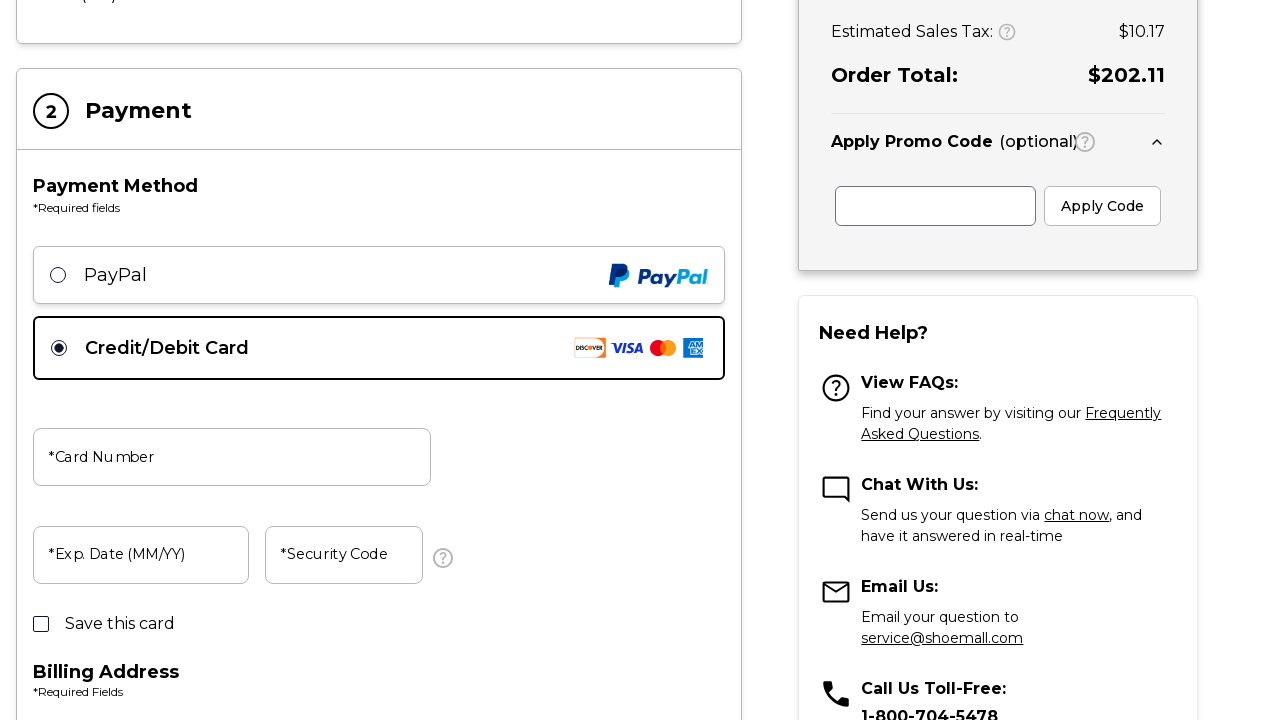 2
Payment
Payment Method
*Required fields
PayPal
PayPal
Credit/Debit Card
DISCOVER VISA AM EX
*Card Number
*Exp. Date (MM/YY)
*Security Code
?
Save this card
Billing Address
*Required Fields
Estimated Sales Tax: ? $10.17
Order Total: $202.11
Apply Promo Code (optional) ?
Apply Code
Need Help?
?
View FAQs:
Find your answer by visiting our Frequently
Asked Questions.
Chat With Us:
Send us your question via chat now, and
have it answered in real-time
Email Us:
Email your question to
service@shoemall.com
Call Us Toll-Free:
1-800-704-5478